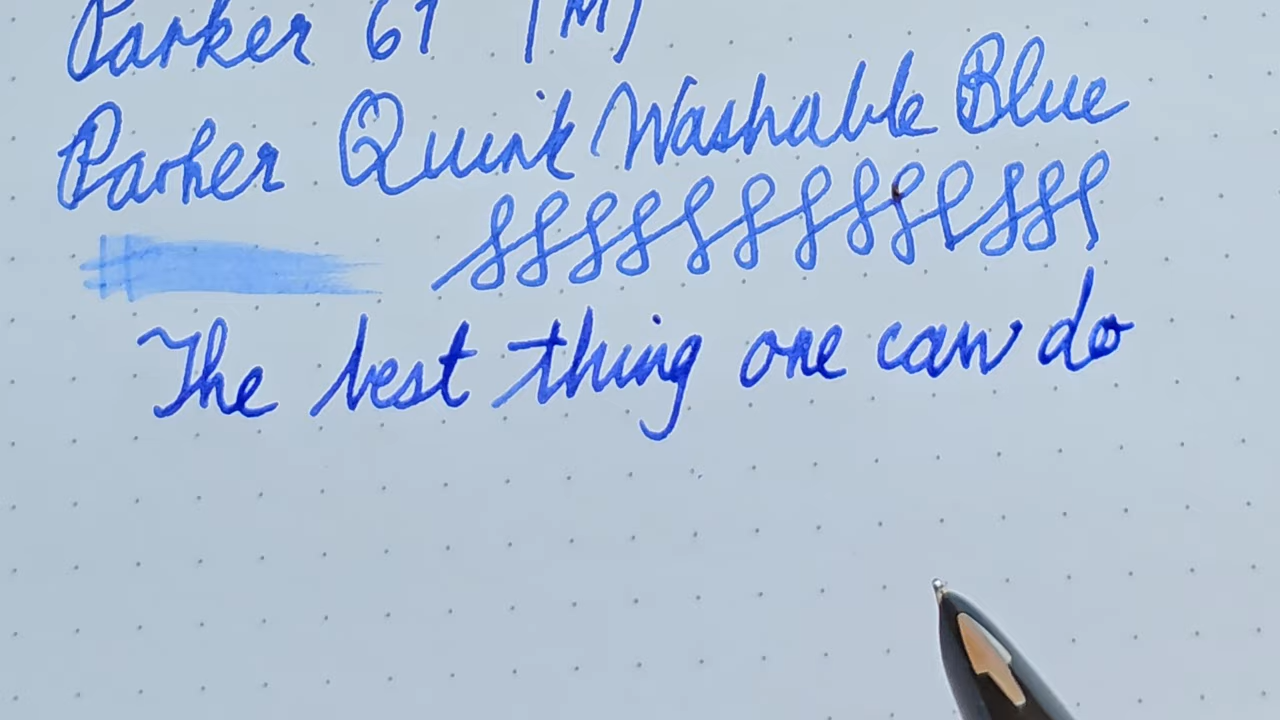 Parker 61 (M)
Parker Quink Washable Blue
The best thing one can do